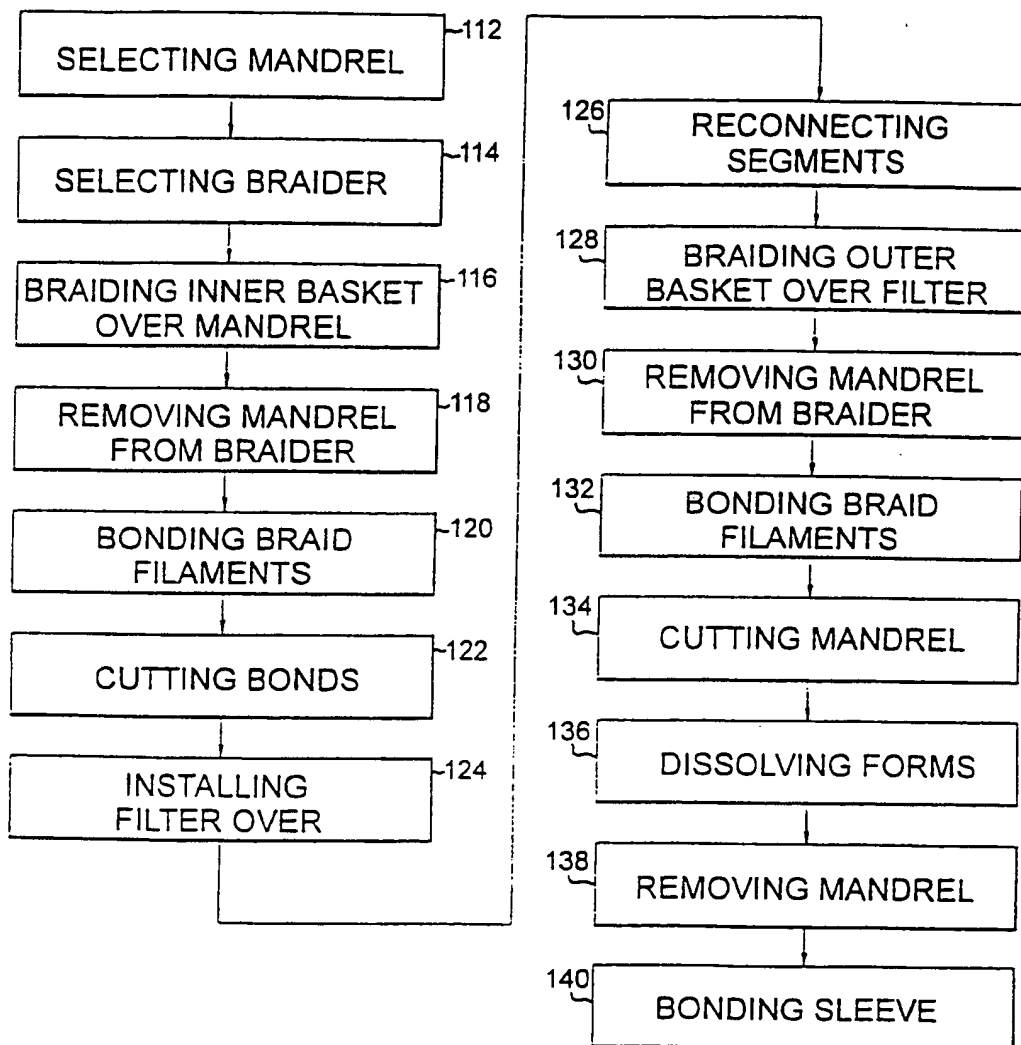 SELECTING MANDREL
112
SELECTING BRAIDER
114
BRAIDING INNER BASKET
OVER MANDREL
116
REMOVING MANDREL
FROM BRAIDER
118
BONDING BRAID
FILAMENTS
120
CUTTING BONDS
122
INSTALLING
FILTER OVER
124
126
RECONNECTING
SEGMENTS
128
BRAIDING OUTER
BASKET OVER FILTER
130
REMOVING MANDREL
FROM BRAIDER
132
BONDING BRAID
FILAMENTS
134
CUTTING MANDREL
136
DISSOLVING FORMS
138
REMOVING MANDREL
140
BONDING SLEEVE